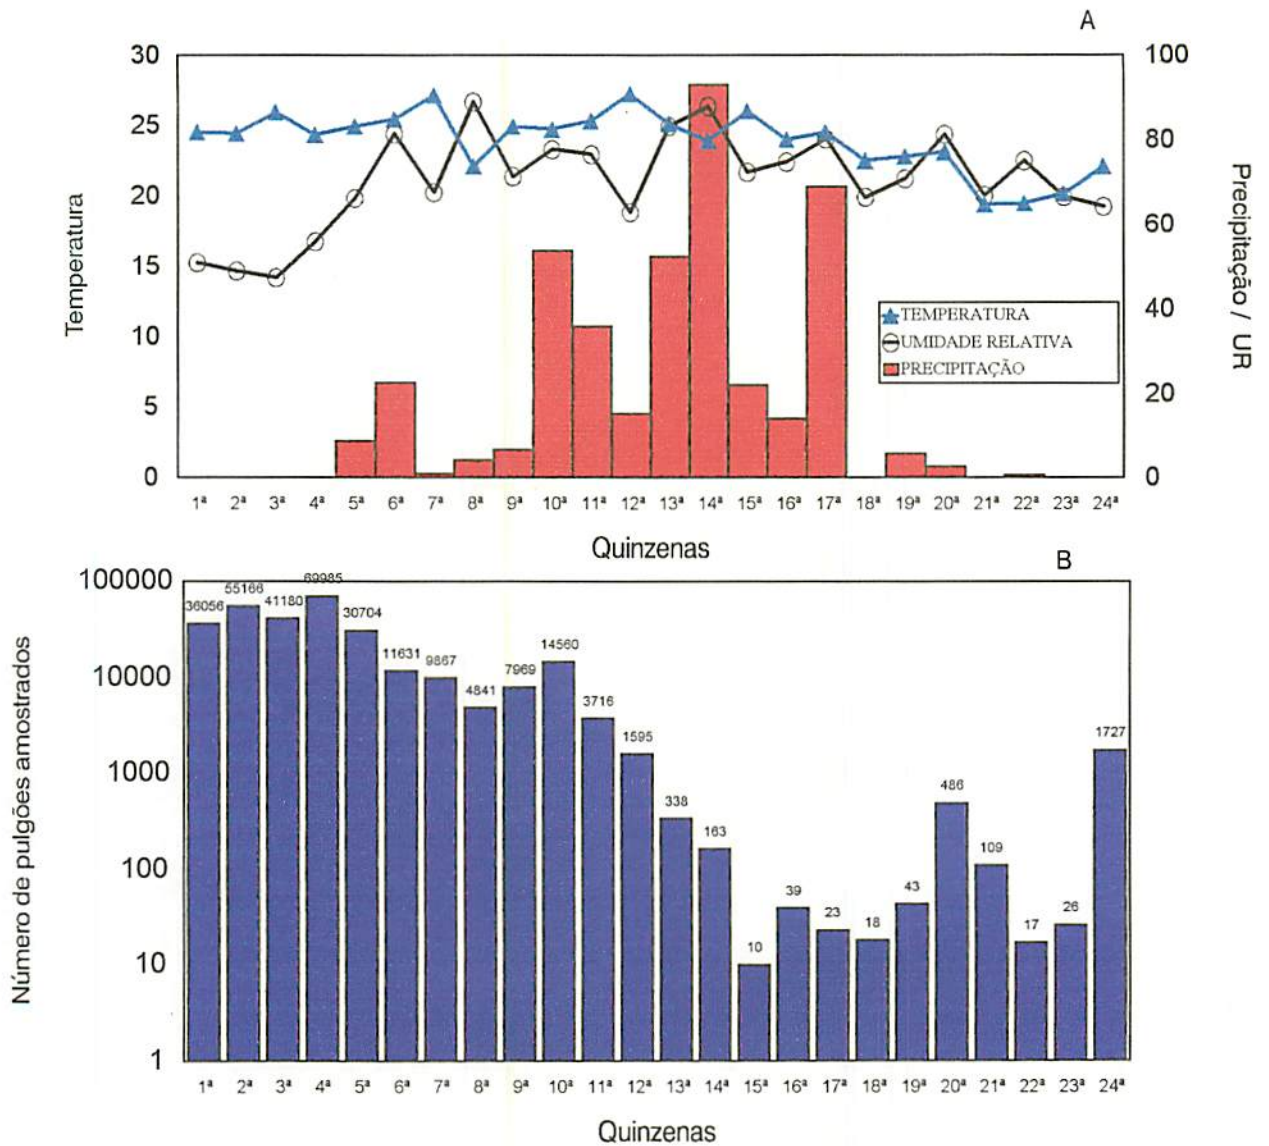 A
30
25
20
15
10
5
0
Temperatura
100
80
60
40
20
0
Precipitação / UR
TEMPERATURA
UMIDADE RELATIVA
PRECIPITAÇÃO
1ª 2ª 3ª 4ª 5ª 6ª 7ª 8ª 9ª 10ª 11ª 12ª 13ª 14ª 15ª 16ª 17ª 18ª 19ª 20ª 21ª 22ª 23ª 24ª
Quinzenas
B
100000
10000
1000
100
10
1
Número de pulgões amostrados
36056 55166 41180 69985 30704 11631 9867 4841 7969 14560 3716 1595 338 163 10 39 23 18 43 486 109 17 26 1727
1ª 2ª 3ª 4ª 5ª 6ª 7ª 8ª 9ª 10ª 11ª 12ª 13ª 14ª 15ª 16ª 17ª 18ª 19ª 20ª 21ª 22ª 23ª 24ª
Quinzenas